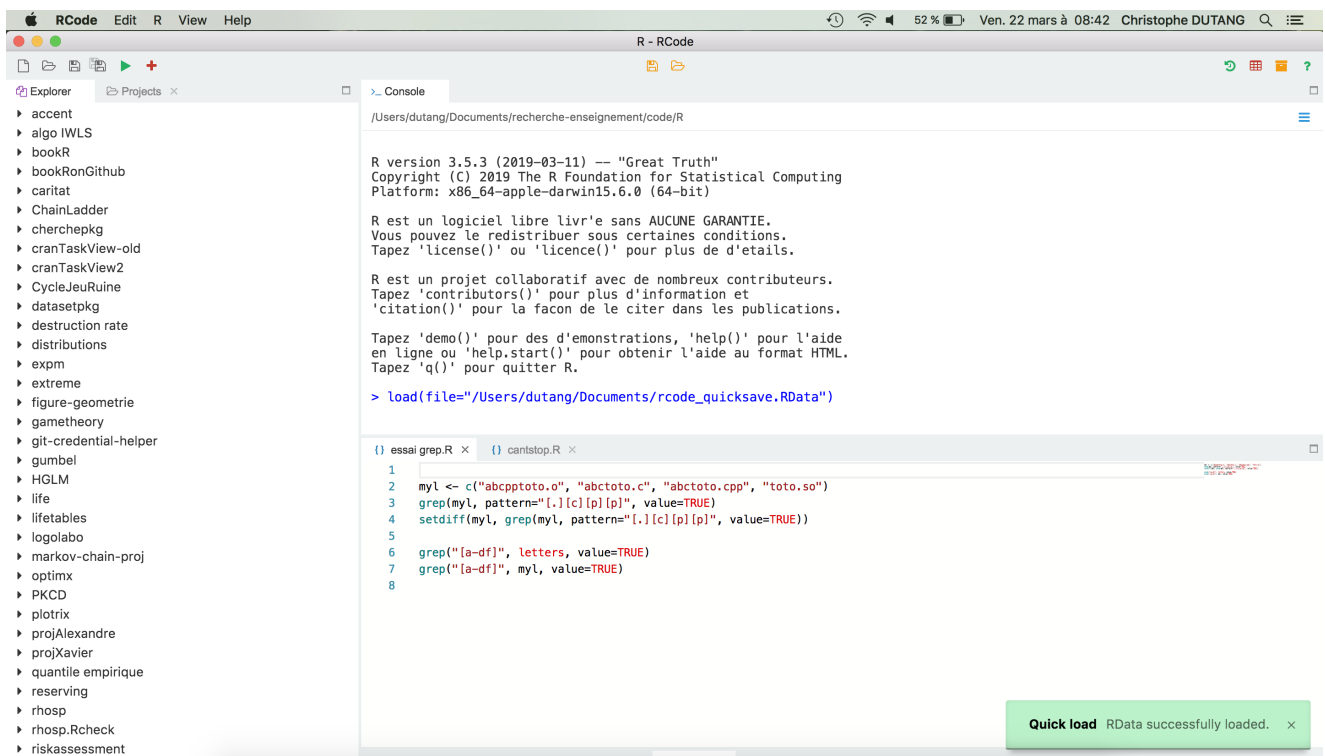 RCode Edit R View Help 52 % Ven. 22 mars à 08:42 Christophe DUTANG
R - RCode
Explorer Projects ×
accent
algo IWLS
bookR
bookRonGithub
caritat
ChainLadder
cherchepkg
cranTaskView-old
cranTaskView2
CycleJeuRuine
datasetpkg
destruction rate
distributions
expm
extreme
figure-geometrie
gametheory
git-credential-helper
gumbel
HGLM
life
lifetables
logolabo
markov-chain-proj
optimx
PKCD
plotrix
projAlexandre
projXavier
quantile empirique
reserving
rhosp
rhosp.Rcheck
riskassessment
>_ Console
/Users/dutang/Documents/recherche-enseignement/code/R
R version 3.5.3 (2019-03-11) -- "Great Truth"
Copyright (C) 2019 The R Foundation for Statistical Computing
Platform: x86_64-apple-darwin15.6.0 (64-bit)
R est un logiciel libre livr'e sans AUCUNE GARANTIE.
Vous pouvez le redistribuer sous certaines conditions.
Tapez 'license()' ou 'licence()' pour plus de d'etails.
R est un projet collaboratif avec de nombreux contributeurs.
Tapez 'contributors()' pour plus d'information et
'citation()' pour la facon de le citer dans les publications.
Tapez 'demo()' pour des d'emonstrations, 'help()' pour l'aide
en ligne ou 'help.start()' pour obtenir l'aide au format HTML.
Tapez 'q()' pour quitter R.
> load(file="/Users/dutang/Documents/rcode_quicksave.RData")
{} essai grep.R × {} cantstop.R ×
1
2 myl <- c("abcpptoto.o", "abctoto.c", "abctoto.cpp", "toto.so")
3 grep(myl, pattern="[.][c][p][p]", value=TRUE)
4 setdiff(myl, grep(myl, pattern="[.][c][p][p]", value=TRUE))
5
6 grep("[a-df]", letters, value=TRUE)
7 grep("[a-df]", myl, value=TRUE)
8
Quick load RData successfully loaded. ×